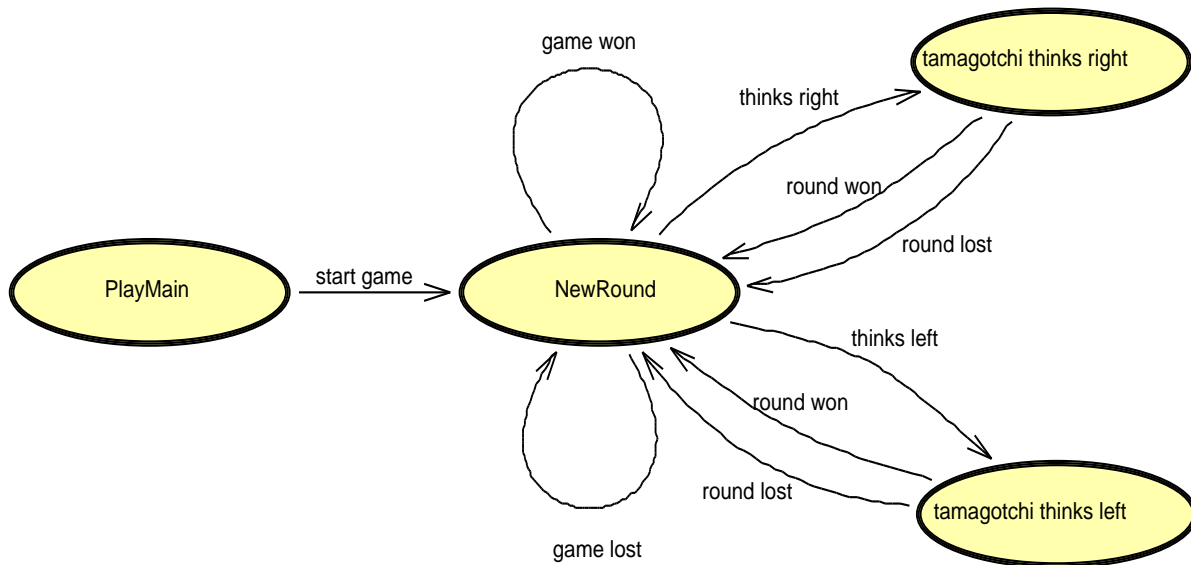 game won
tamagotchi thinks right
thinks right
round won
round lost
PlayMain
start game
NewRound
thinks left
round won
round lost
tamagotchi thinks left
game lost